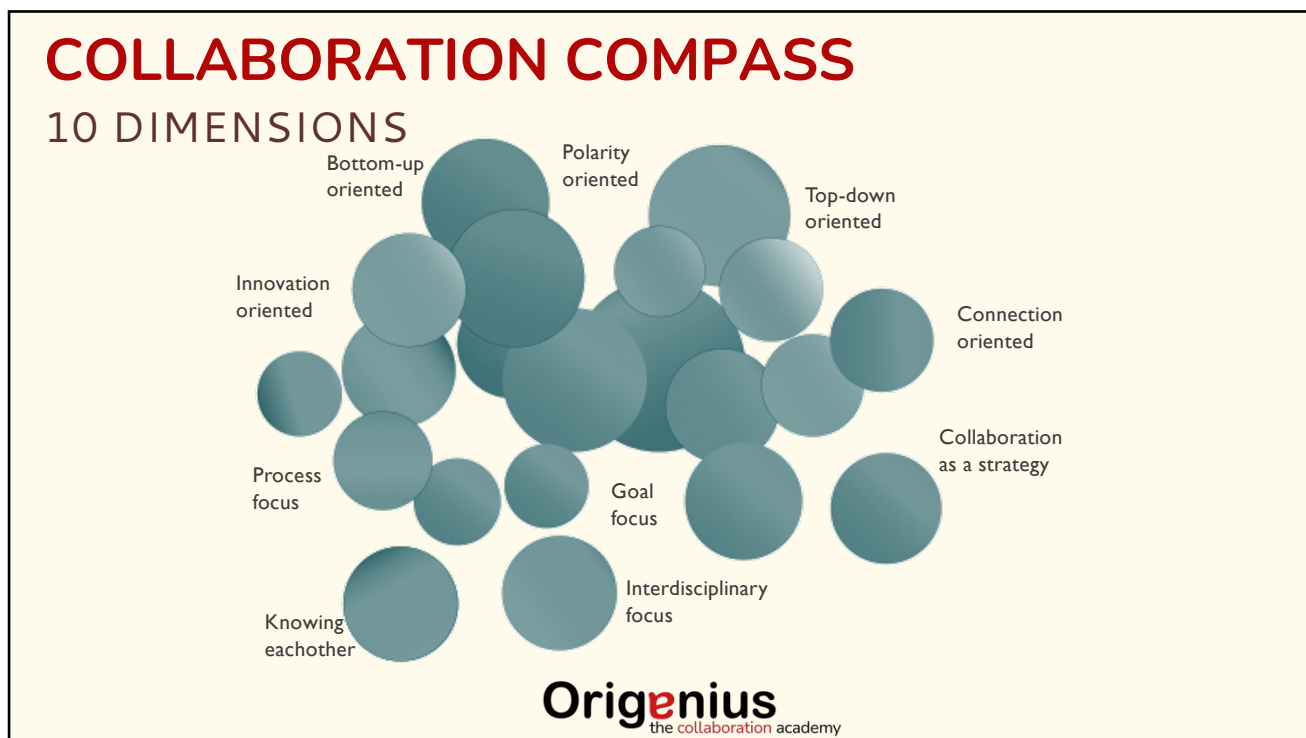 COLLABORATION COMPASS
10 DIMENSIONS
Bottom-up
oriented
Polarity
oriented
Top-down
oriented
Innovation
oriented
Connection
oriented
Collaboration
as a strategy
Process
focus
Goal
focus
Interdisciplinary
focus
Knowing
eachother
Origenius
the collaboration academy